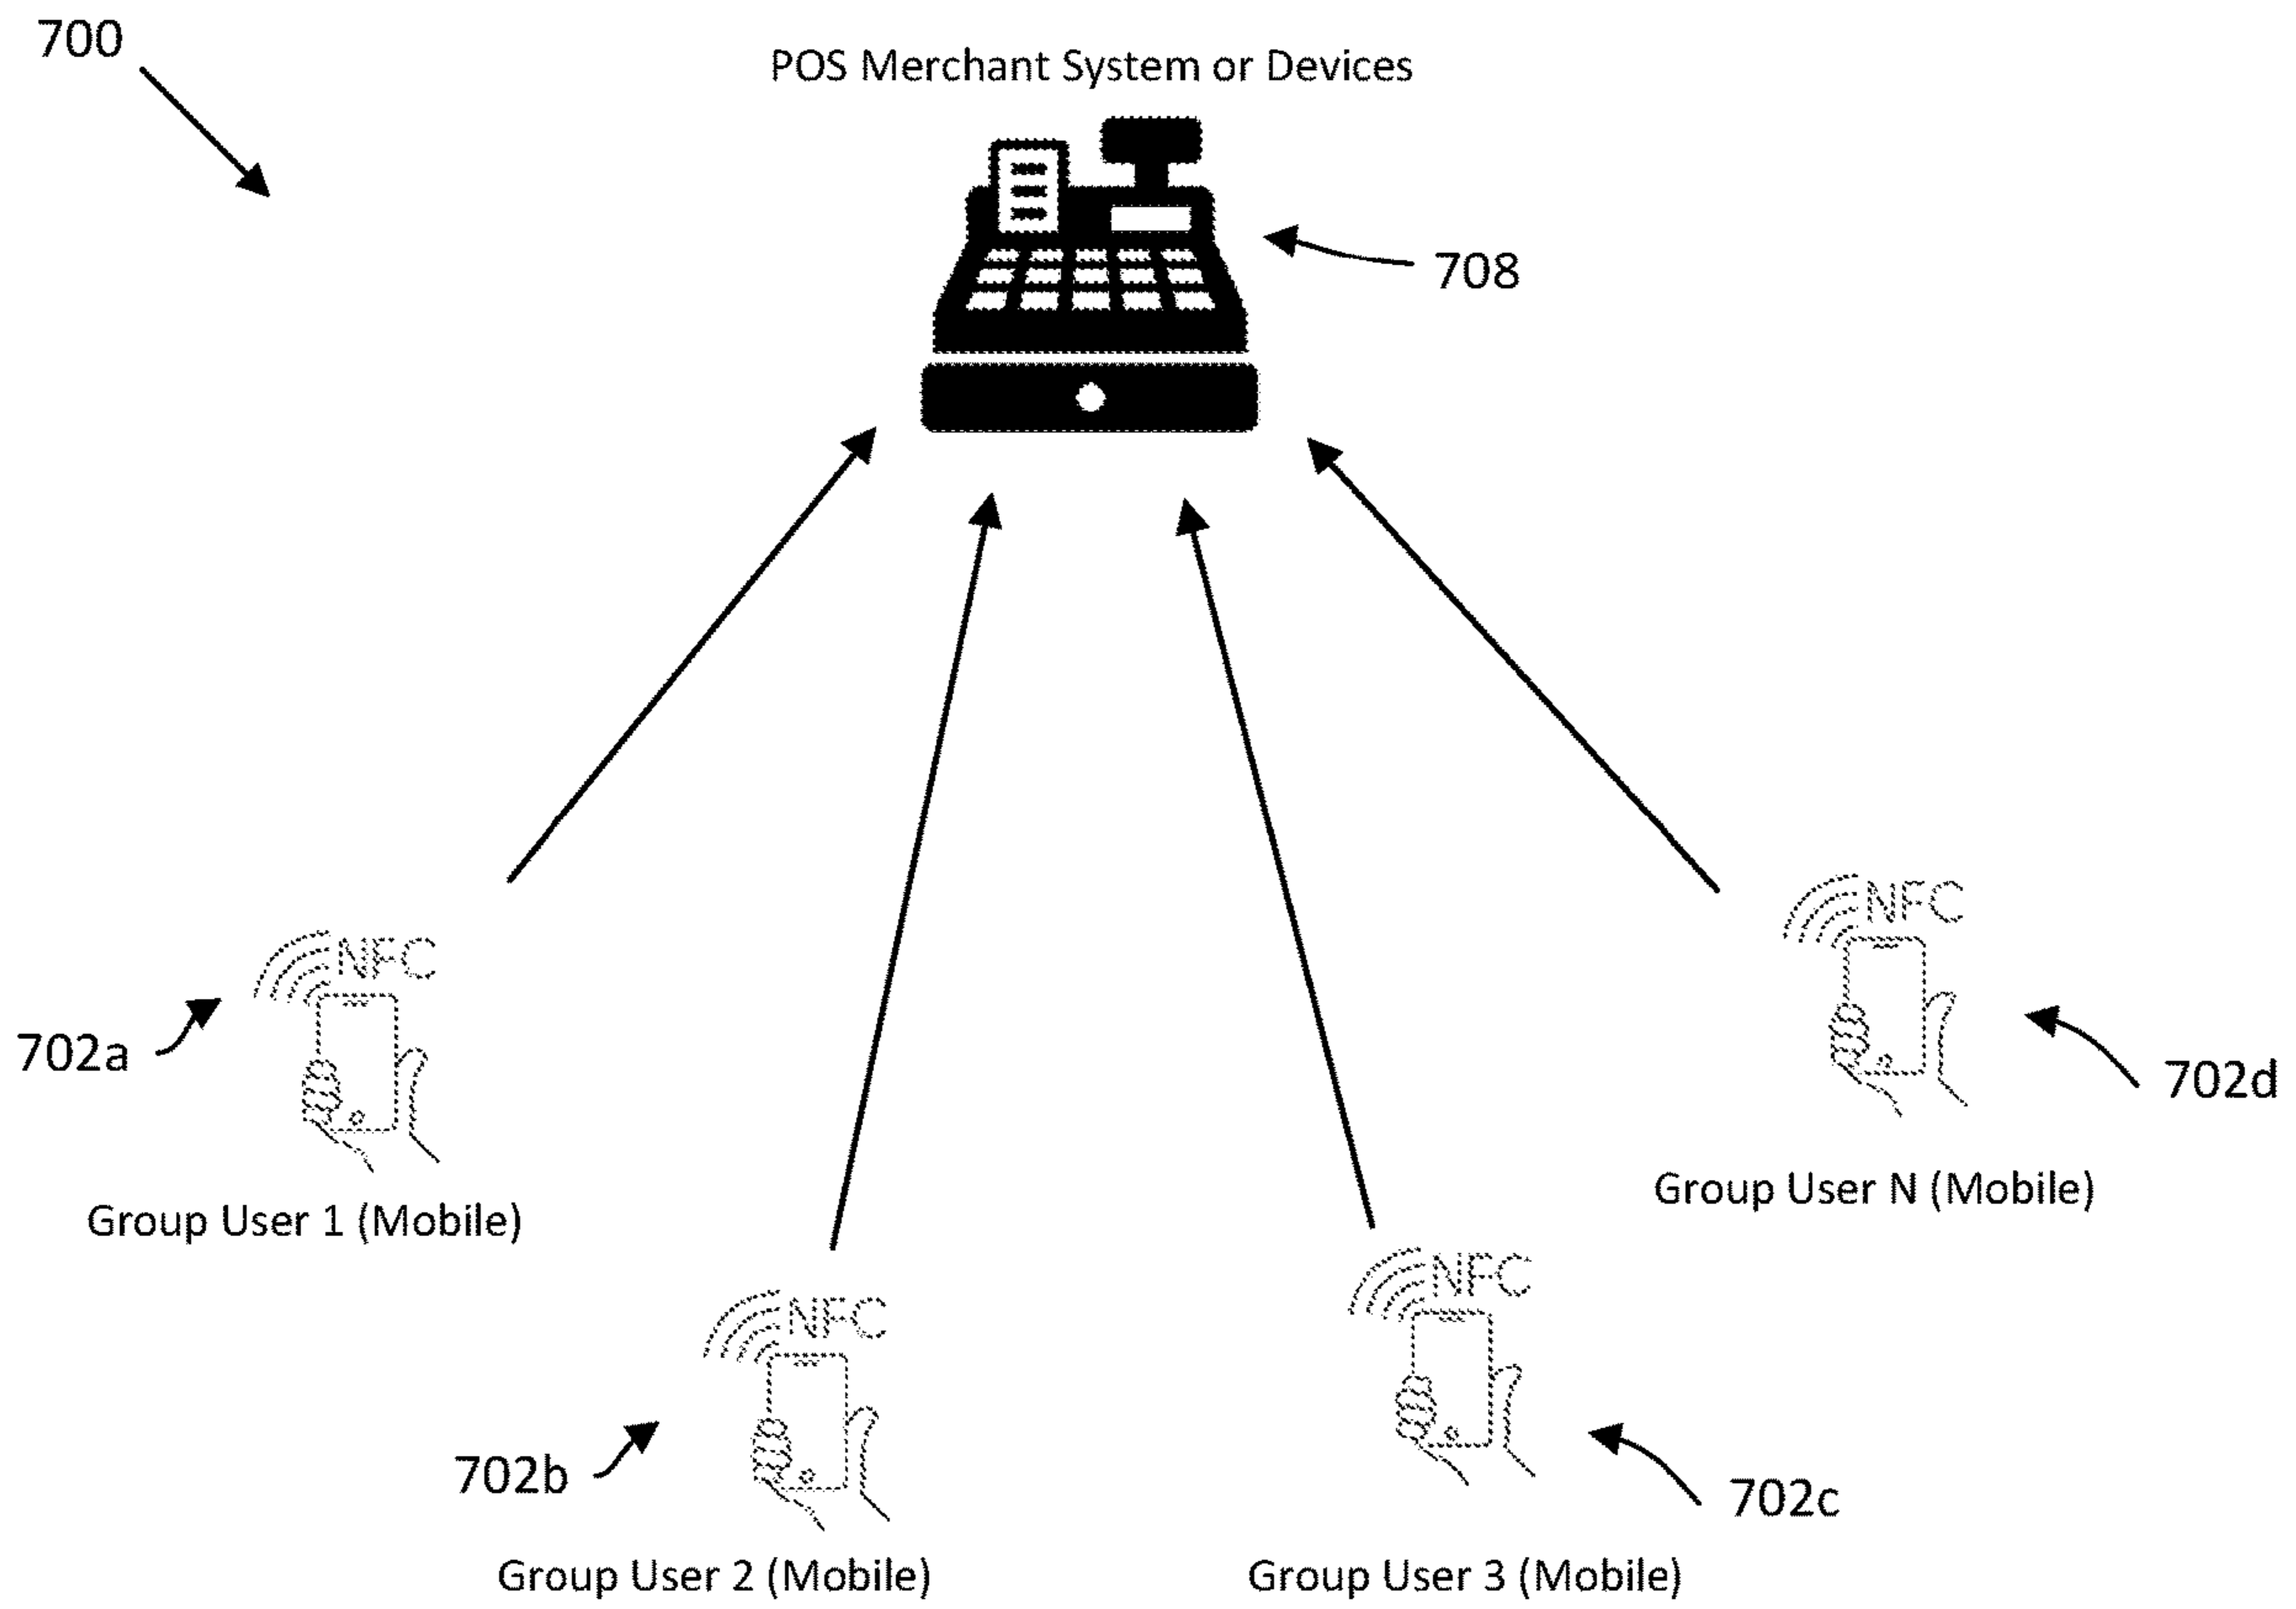 700
POS Merchant System or Devices
708
NFC
NFC
702a
702d
Group User N (Mobile)
Group User 1 (Mobile)
NFC
NFC
702b
702c
Group User 2 (Mobile)
Group User 3 (Mobile)